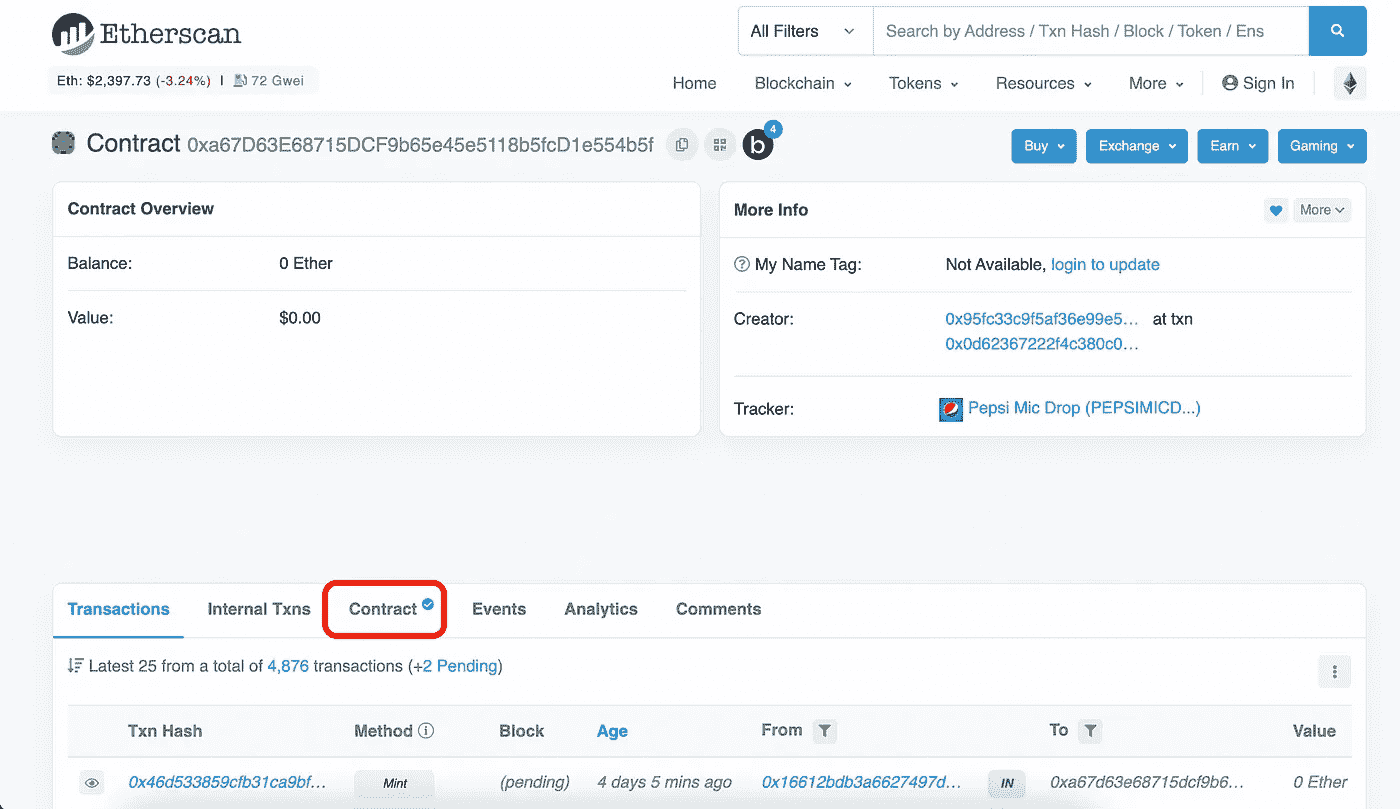 Etherscan
All Filters
Search by Address / Txn Hash / Block / Token / Ens
Eth: $2,397.73 (-3.24%) | 72 Gwei
Home Blockchain Tokens Resources More Sign In
Contract 0xa67D63E68715DCF9b65e45e5118b5fcD1e554b5f
b 4
Buy Exchange Earn Gaming
Contract Overview
Balance: 0 Ether
Value: $0.00
More Info
More
My Name Tag: Not Available, login to update
Creator: 0x95fc33c9f5af36e99e5... at txn
0x0d62367222f4c380c0...
Tracker: Pepsi Mic Drop (PEPSIMICD...)
Transactions Internal Txns Contract Events Analytics Comments
Latest 25 from a total of 4,876 transactions (+2 Pending)
Txn Hash Method Block Age From To Value
0x46d533859cfb31ca9bf... Mint (pending) 4 days 5 mins ago 0x16612bdb3a6627497d... IN 0xa67d63e68715dcf9b6... 0 Ether